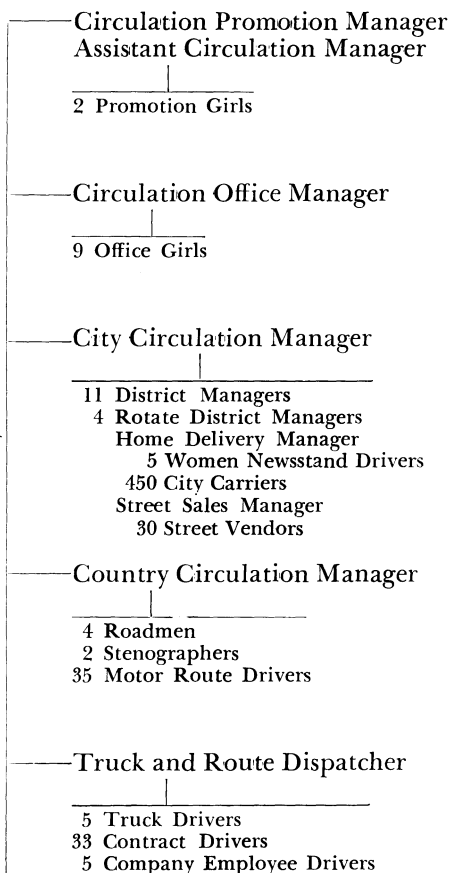 Circulation Promotion Manager
Assistant Circulation Manager
2 Promotion Girls
Circulation Office Manager
9 Office Girls
City Circulation Manager
11 District Managers
4 Rotate District Managers
Home Delivery Manager
5 Women Newsstand Drivers
450 City Carriers
Street Sales Manager
30 Street Vendors
Country Circulation Manager
4 Roadmen
2 Stenographers
35 Motor Route Drivers
Truck and Route Dispatcher
5 Truck Drivers
33 Contract Drivers
5 Company Employee Drivers